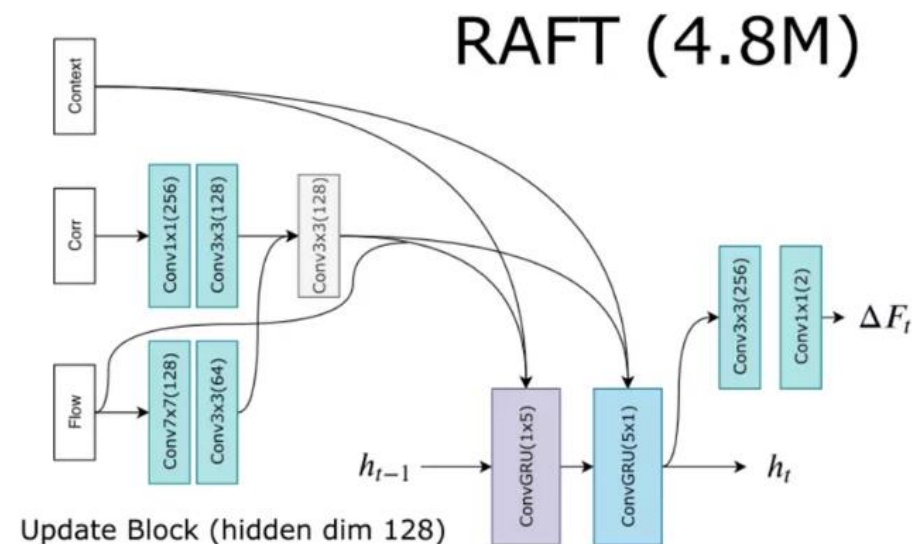 RAFT (4.8M)
Context
Corr
Conv1x1(256)
Conv3x3(128)
Conv3x3(128)
Flow
Conv7x7(128)
Conv3x3(64)
h_{t−1}
ConvGRU(1x5)
ConvGRU(5x1)
h_t
Conv3x3(256)
Conv1x1(2)
ΔF_t
Update Block (hidden dim 128)